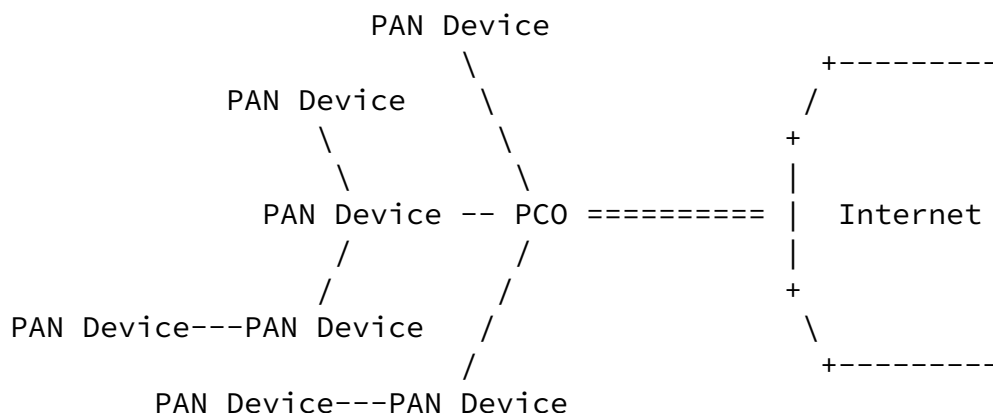 PAN Device
\ +---------
PAN Device \ /
\ \ +
\ \ |
PAN Device -- PCO ========== | Internet
/ / |
/ / +
PAN Device---PAN Device / \
/ +---------
PAN Device---PAN Device